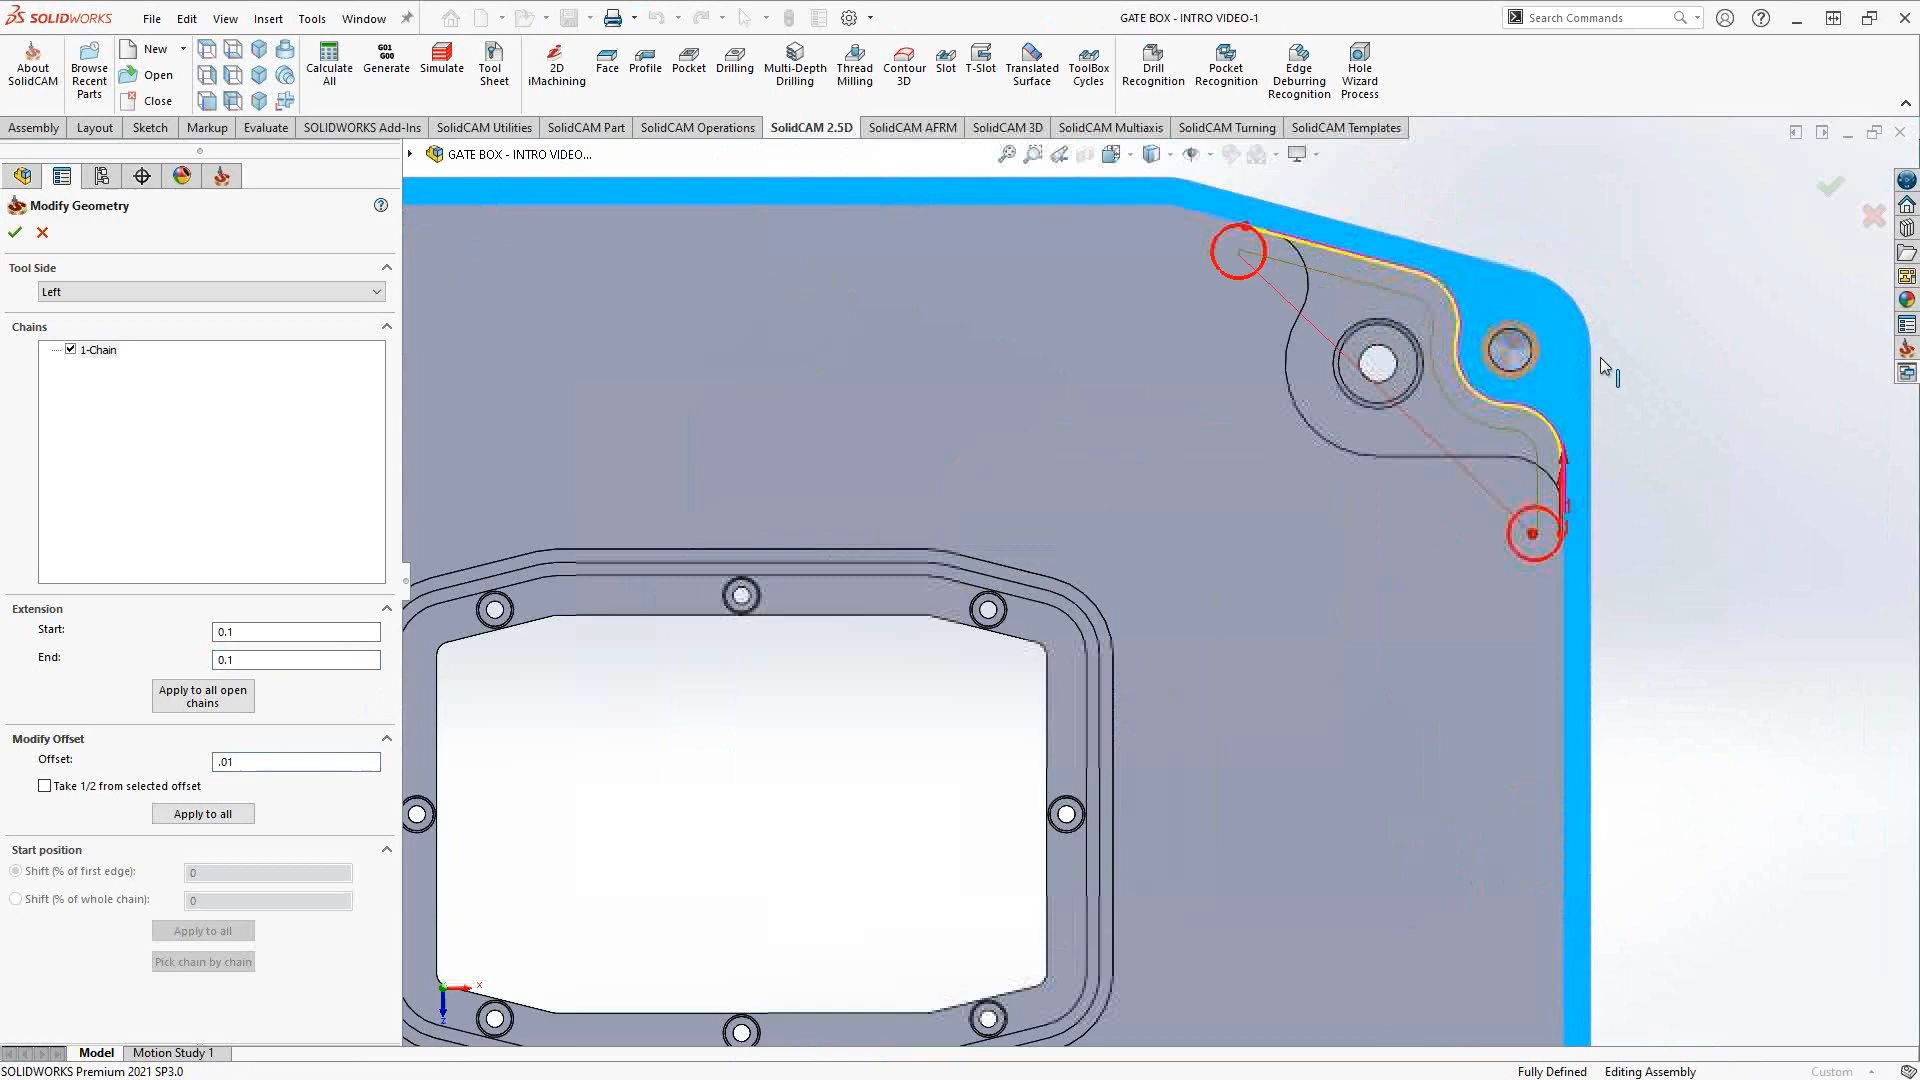 SOLIDWORKS File Edit View Insert Tools Window GATE BOX - INTRO VIDEO-1 Search Commands
About SolidCAM
Browse Recent Parts
New
Open
Close
Calculate All
G01 G00
Generate
Simulate
Tool Sheet
2D iMachining
Face
Profile
Pocket
Drilling
Multi-Depth Drilling
Thread Milling
Contour 3D
Slot
T-Slot
Translated Surface
ToolBox Cycles
Drill Recognition
Pocket Recognition
Edge Deburring Recognition
Hole Wizard Process
Assembly Layout Sketch Markup Evaluate SOLIDWORKS Add-Ins SolidCAM Utilities SolidCAM Part SolidCAM Operations SolidCAM 2.5D SolidCAM AFRM SolidCAM 3D SolidCAM Multiaxis SolidCAM Turning SolidCAM Templates
GATE BOX - INTRO VIDEO...
Modify Geometry
Tool Side
Left
Chains
1-Chain
Extension
Start: 0.1
End: 0.1
Apply to all open
chains
Modify Offset
Offset: .01
Take 1/2 from selected offset
Apply to all
Start position
Shift (% of first edge): 0
Shift (% of whole chain): 0
Apply to all
Pick chain by chain
X
Z
Model Motion Study 1
SOLIDWORKS Premium 2021 SP3.0 Fully Defined Editing Assembly Custom